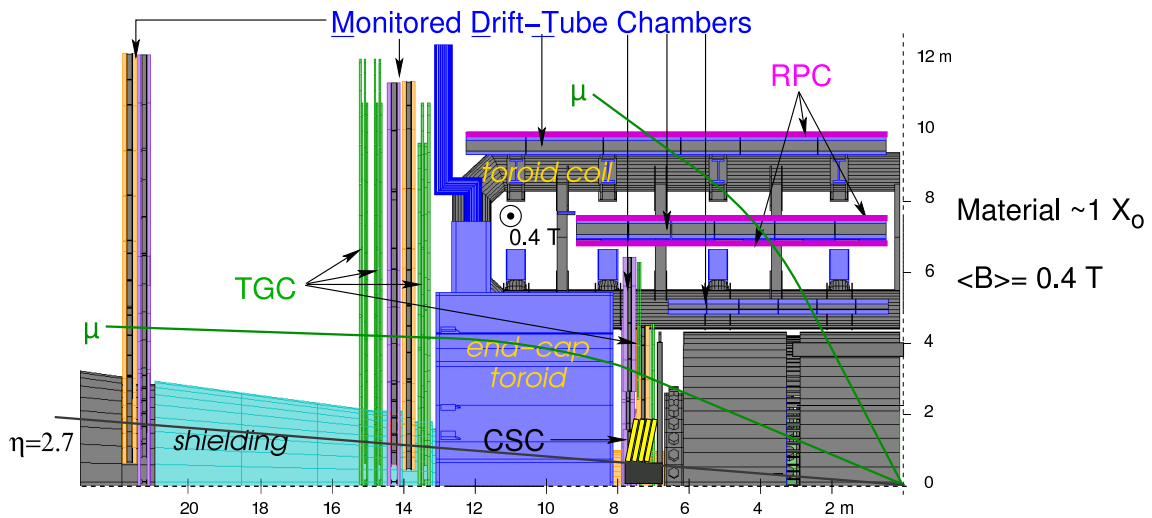 Monitored Drift-Tube Chambers
12 m
RPC
μ
10
toroid coil
8
Material ~1 Xo
0.4 T
TGC
6
<B>= 0.4 T
μ
end-cap
toroid
4
2
η=2.7
shielding
CSC
0
20 18 16 14 12 10 8 6 4 2 m